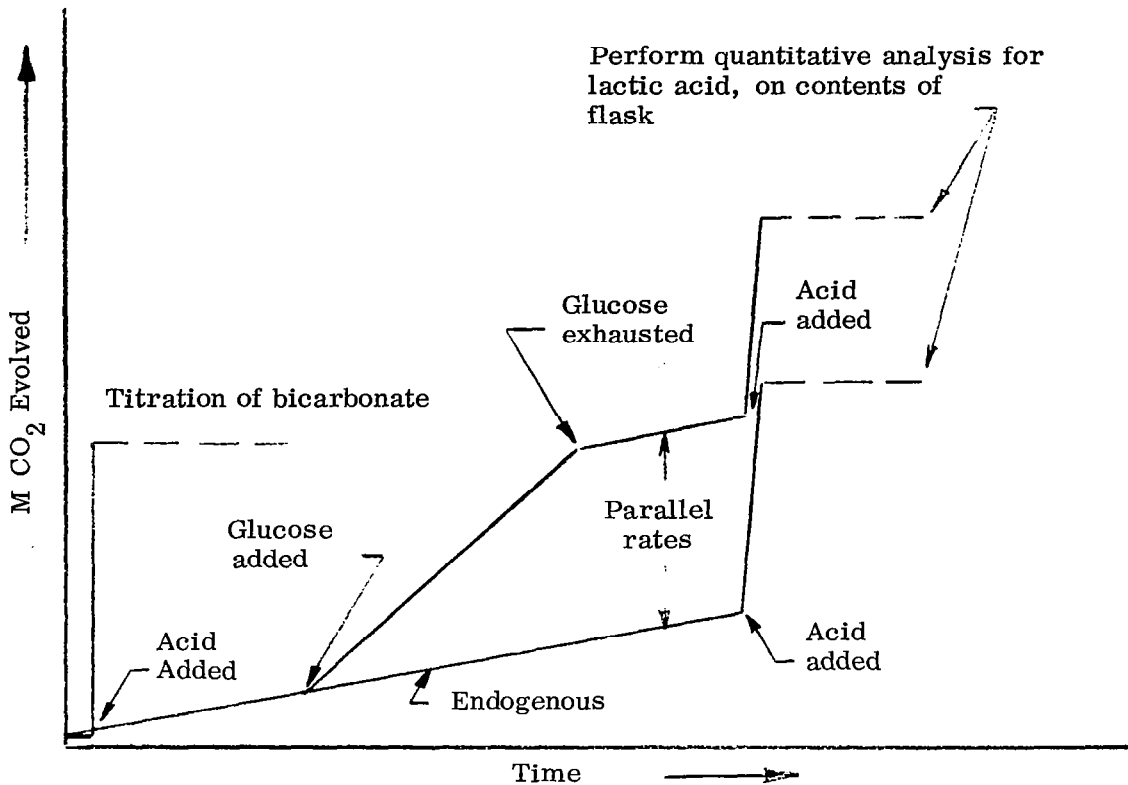 Perform quantitative analysis for
lactic acid, on contents of
flask
Glucose
exhausted
Acid
added
Titration of bicarbonate
M CO2 Evolved
Glucose
added
Parallel
rates
Acid
Added
Acid
added
Endogenous
Time